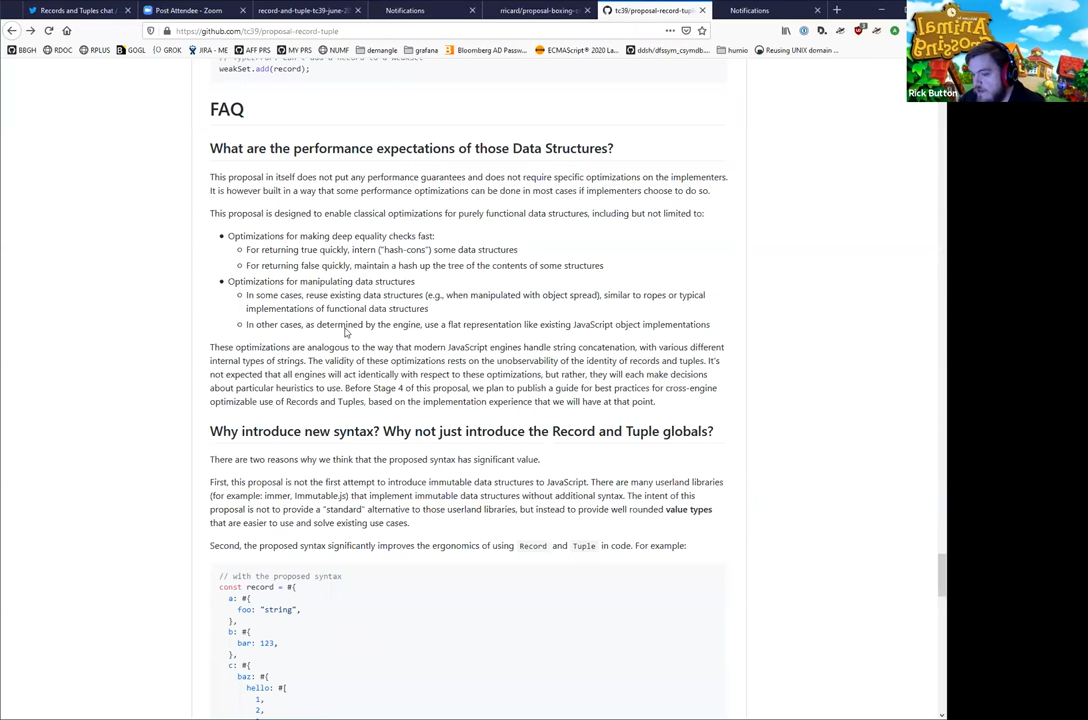 Records and Tuples chat /
Post Attendee - Zoom
record-and-tuple-tc39-june-2
Notifications
rricard/proposal-boxing-
tc39/proposal-record-tup
Notifications
https://github.com/tc39/proposal-record-tuple
BBGH RDOC RPLUS GOGL GROK JIRA - ME AFF PRS MY PRS NUMF demangle grafana Bloomberg AD Passw... ECMAScript® 2020 La... ddsh/dfssym_csymdb.... humio Reusing UNIX domain ...
Animal
Crossing
Rick Button
// TypeError: Can't add a Record to a WeakSet
weakSet.add(record);
FAQ
What are the performance expectations of those Data Structures?
This proposal in itself does not put any performance guarantees and does not require specific optimizations on the implementers.
It is however built in a way that some performance optimizations can be done in most cases if implementers choose to do so.
This proposal is designed to enable classical optimizations for purely functional data structures, including but not limited to:
Optimizations for making deep equality checks fast:
For returning true quickly, intern ("hash-cons") some data structures
For returning false quickly, maintain a hash up the tree of the contents of some structures
Optimizations for manipulating data structures
In some cases, reuse existing data structures (e.g., when manipulated with object spread), similar to ropes or typical
implementations of functional data structures
In other cases, as determined by the engine, use a flat representation like existing JavaScript object implementations
These optimizations are analogous to the way that modern JavaScript engines handle string concatenation, with various different
internal types of strings. The validity of these optimizations rests on the unobservability of the identity of records and tuples. It's
not expected that all engines will act identically with respect to these optimizations, but rather, they will each make decisions
about particular heuristics to use. Before Stage 4 of this proposal, we plan to publish a guide for best practices for cross-engine
optimizable use of Records and Tuples, based on the implementation experience that we will have at that point.
Why introduce new syntax? Why not just introduce the Record and Tuple globals?
There are two reasons why we think that the proposed syntax has significant value.
First, this proposal is not the first attempt to introduce immutable data structures to JavaScript. There are many userland libraries
(for example: immer, Immutable.js) that implement immutable data structures without additional syntax. The intent of this
proposal is not to provide a "standard" alternative to those userland libraries, but instead to provide well rounded value types
that are easier to use and solve existing use cases.
Second, the proposed syntax significantly improves the ergonomics of using Record and Tuple in code. For example:
// with the proposed syntax
const record = #{
a: #{
foo: "string",
},
b: #{
bar: 123,
},
c: #{
baz: #{
hello: #[
1,
2,